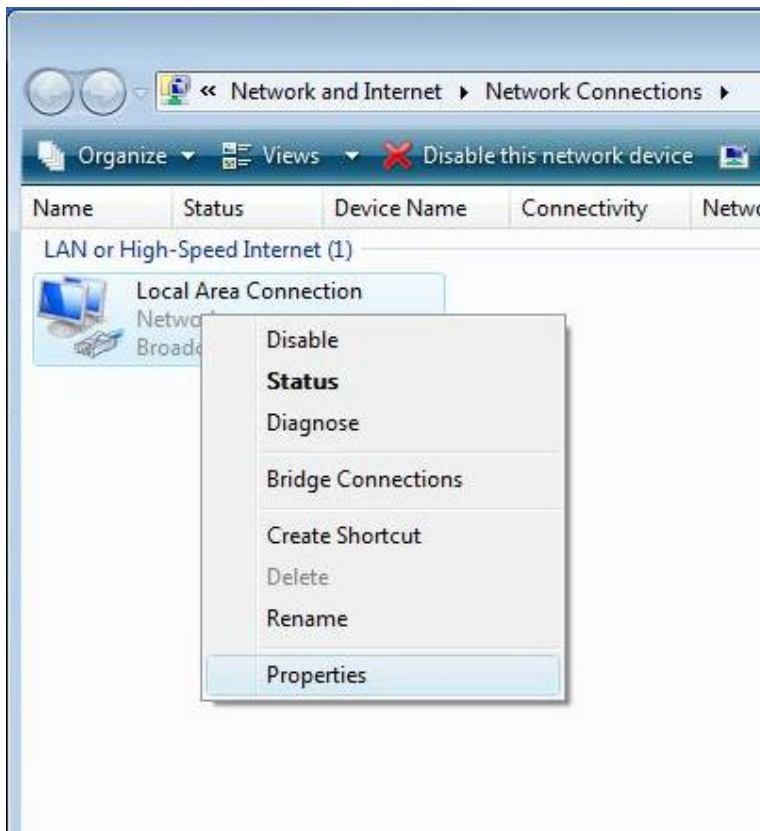 « Network and Internet ▸ Network Connections ▸
Organize Views Disable this network device
Name Status Device Name Connectivity
LAN or High-Speed Internet (1)
Local Area Connection
Disable
Status
Diagnose
Bridge Connections
Create Shortcut
Delete
Rename
Properties